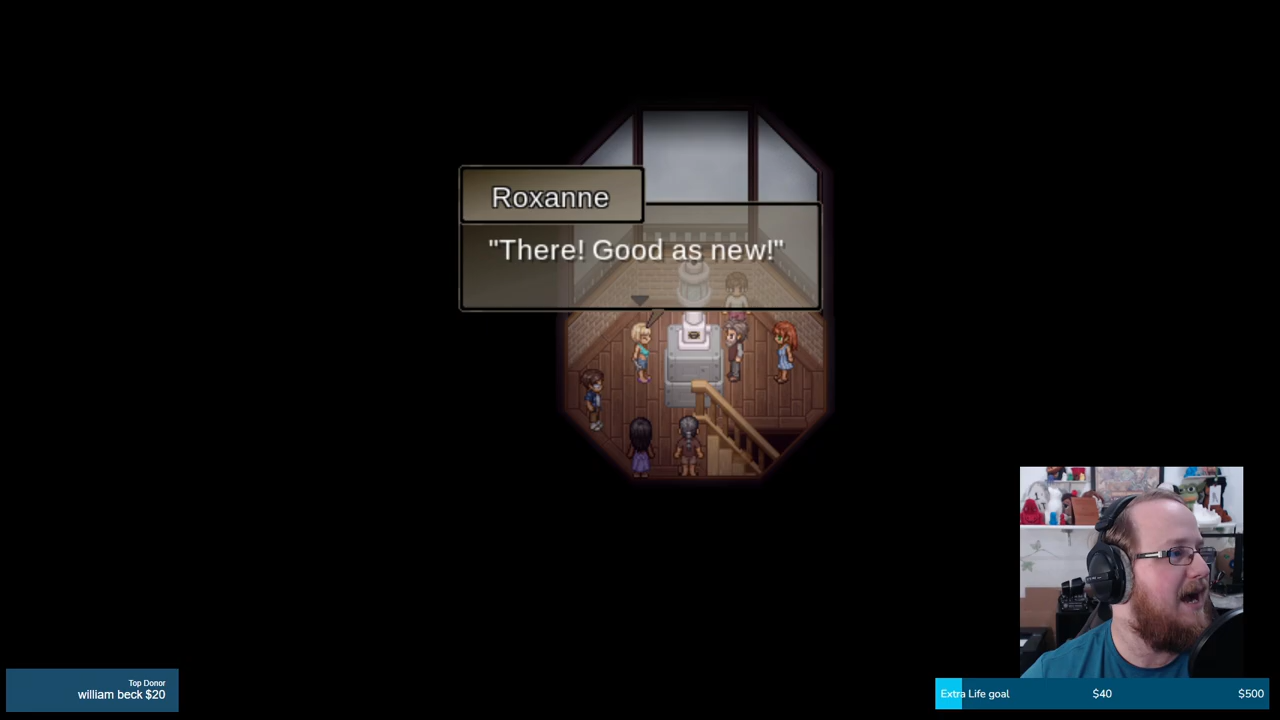 Roxanne
"There! Good as new!"
Top Donor
william beck $20
Extra Life goal $40 $500